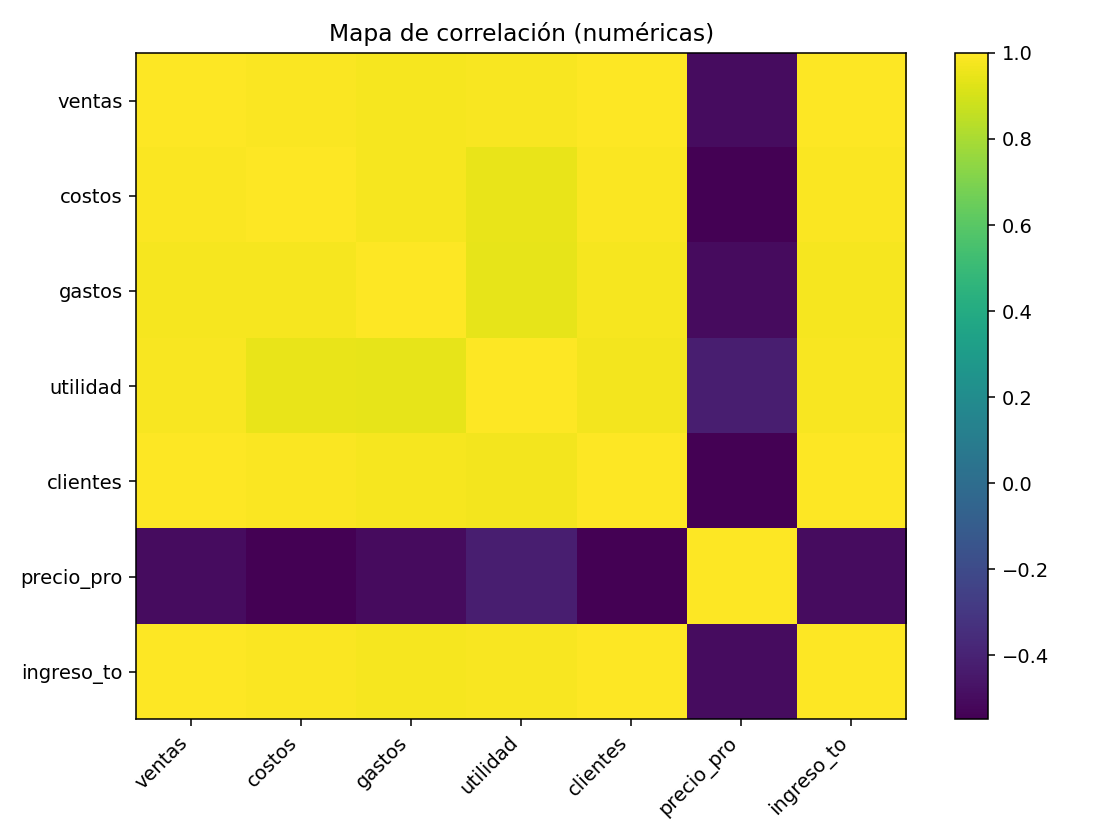 Mapa de correlación (numéricas)
ventas
costos
gastos
utilidad
clientes
precio_pro
ingreso_to
ventas
costos
gastos
utilidad
clientes
precio_pro
ingreso_to
1.0
0.8
0.6
0.4
0.2
0.0
−0.2
−0.4